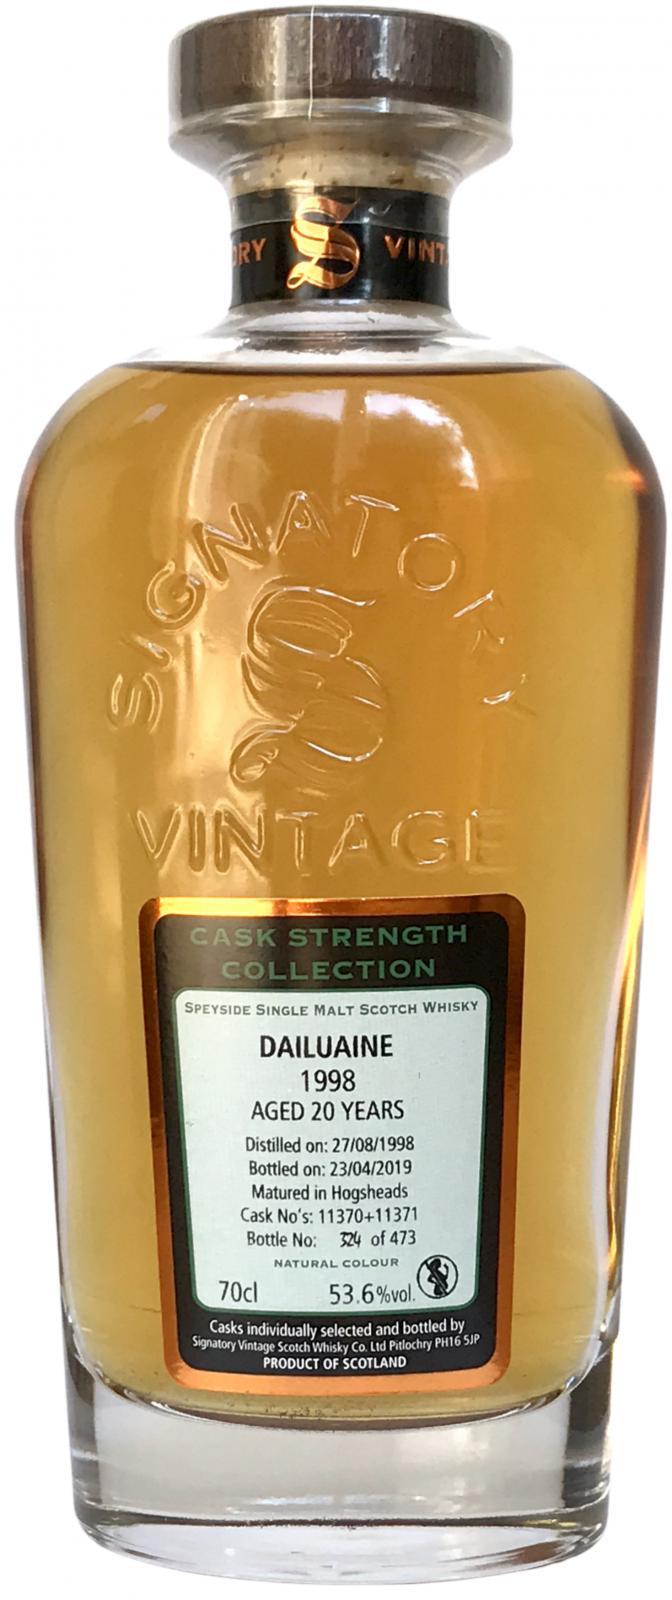 ORY S VINTA
SIGNATORY
S
VINTAGE
CASK STRENGTH
COLLECTION
SPEYSIDE SINGLE MALT SCOTCH WHISKY
DAILUAINE
1998
AGED 20 YEARS
Distilled on: 27/08/1998
Bottled on: 23/04/2019
Matured in Hogsheads
Cask No's: 11370+11371
Bottle No: 324 of 473
NATURAL COLOUR
70cl 53.6%vol.
Casks individually selected and bottled by
Signatory Vintage Scotch Whisky Co. Ltd Pitlochry PH16 5JP
PRODUCT OF SCOTLAND